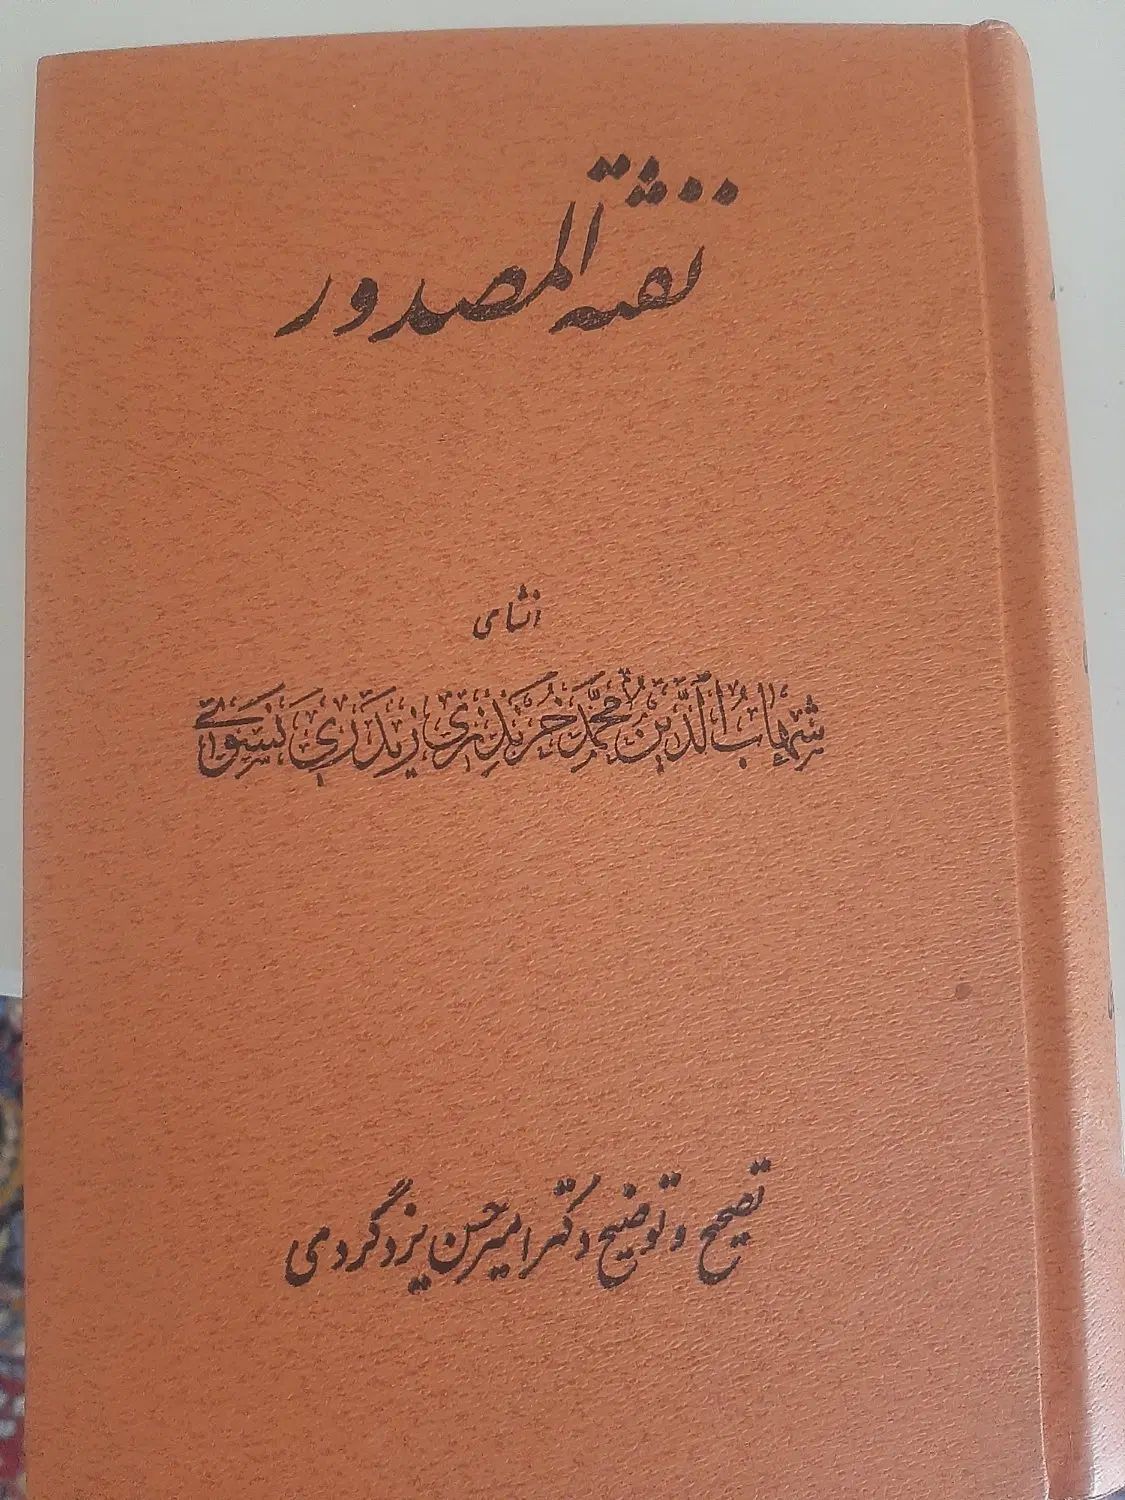 نفثة المصدور
انشای
شهاب الدین محمد خرندزی زیدری نسوی
تصحیح و توضیح دکتر امیرحسن یزدگردی